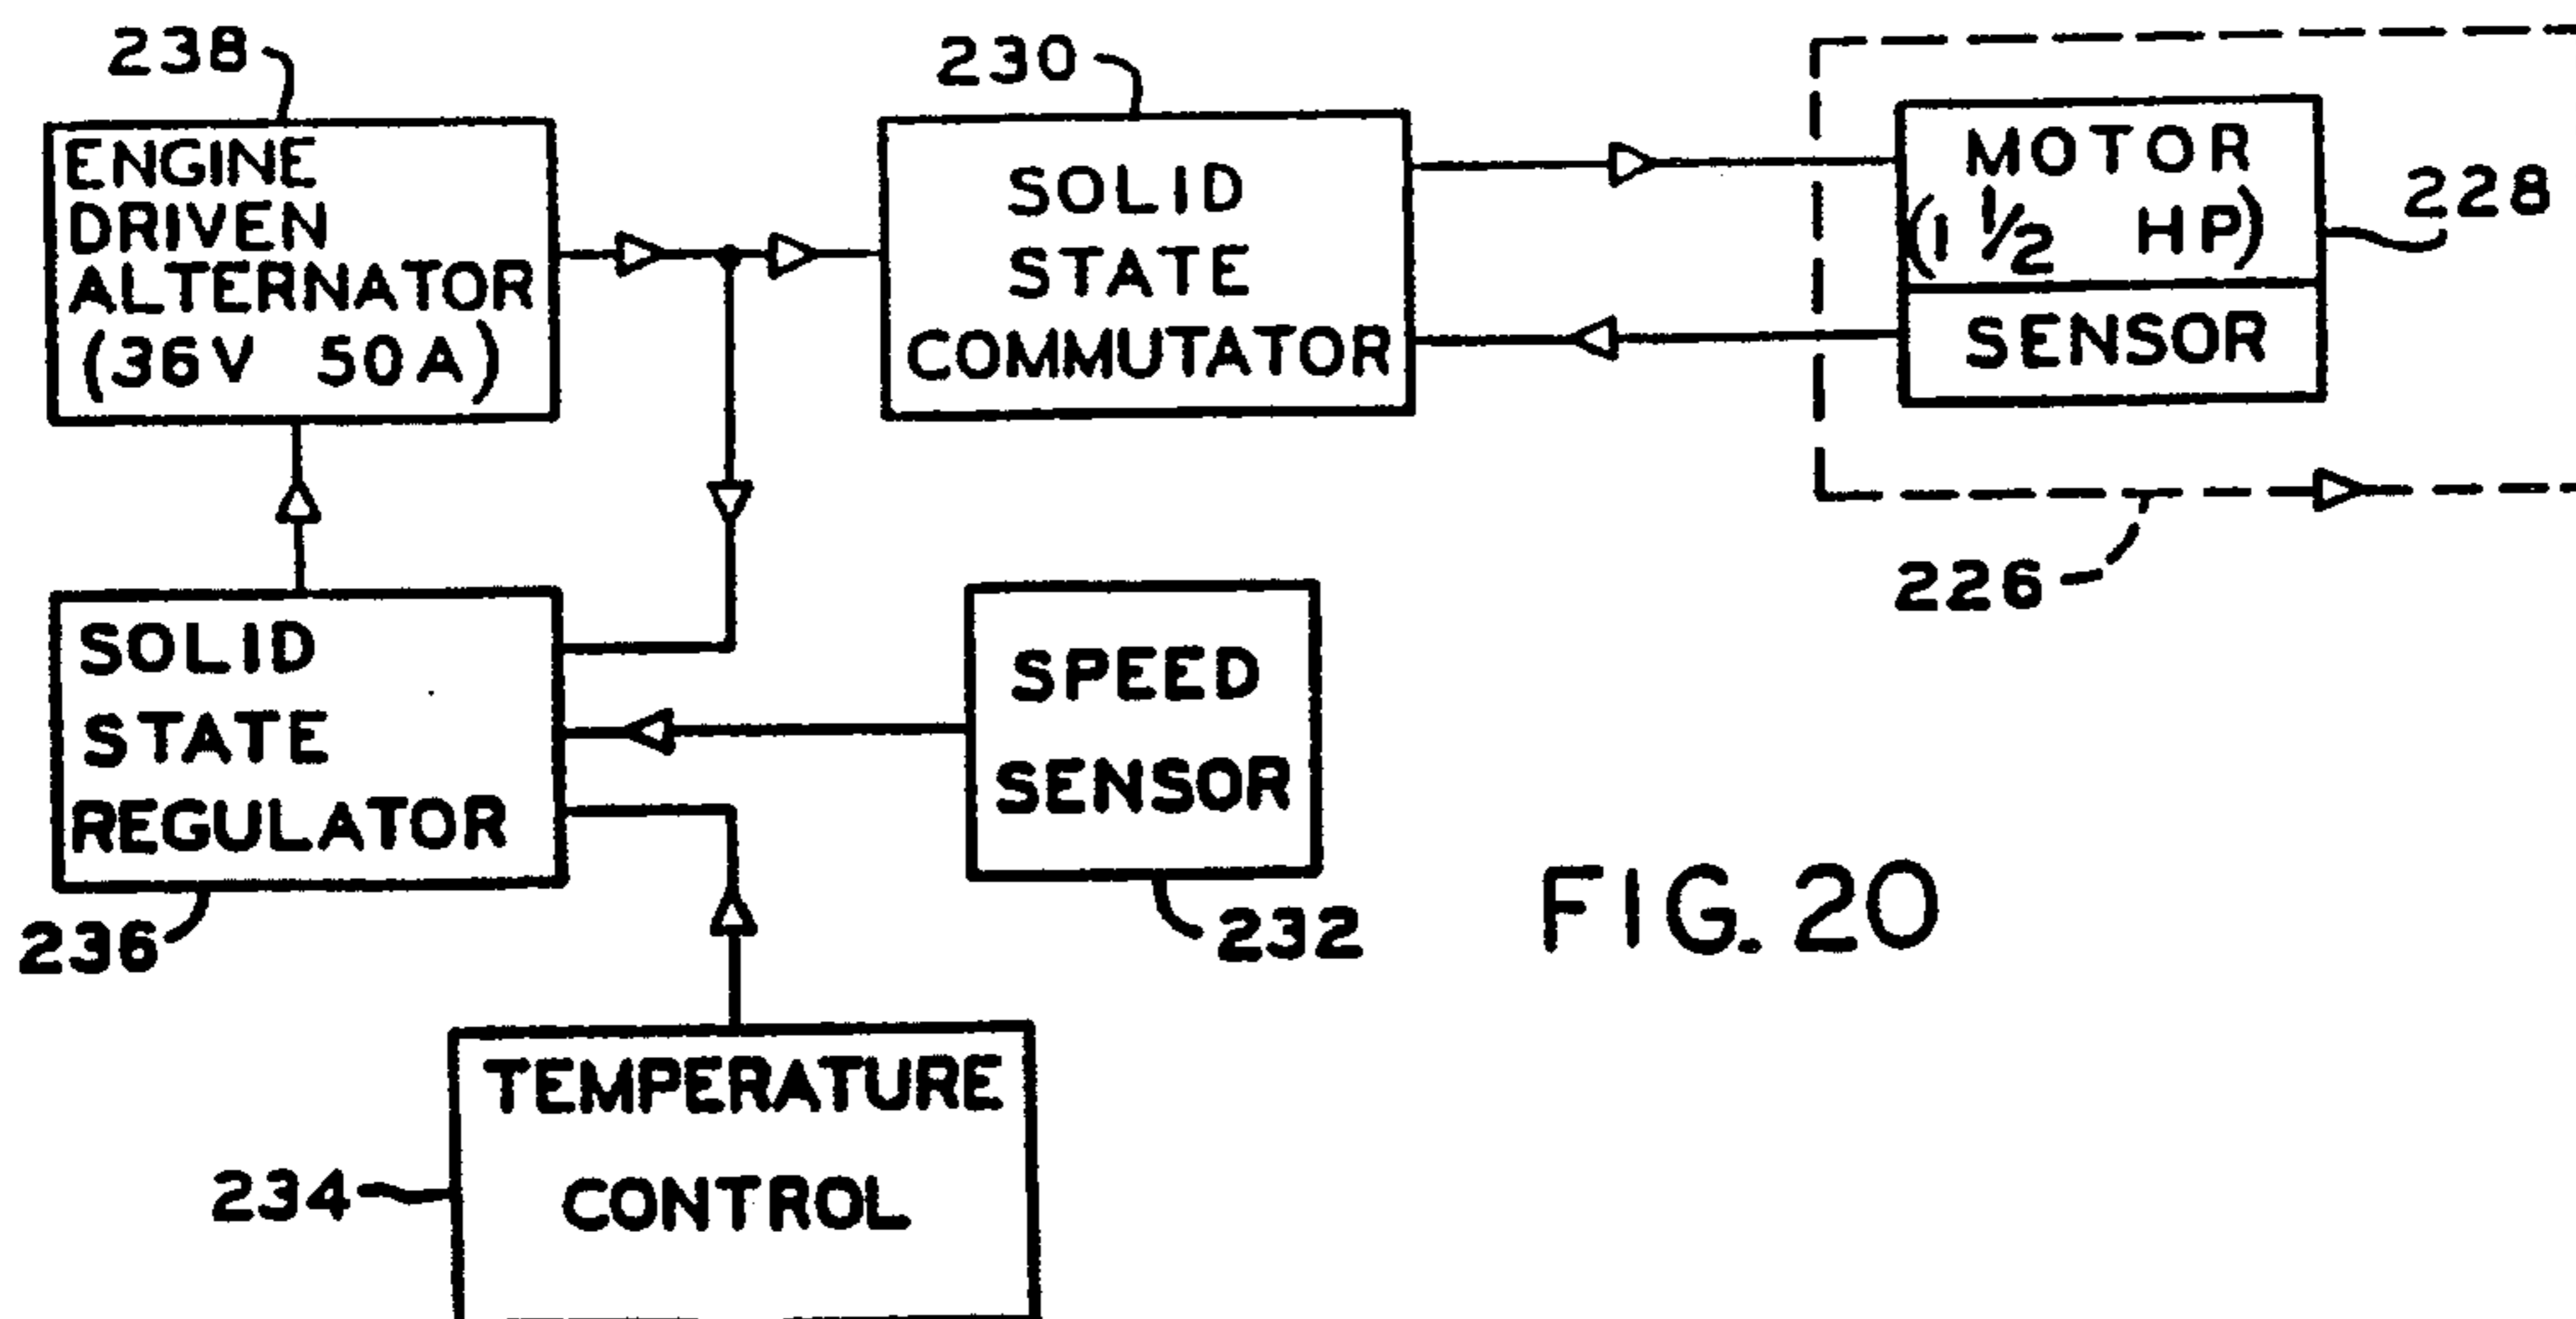 238
ENGINE
DRIVEN
ALTERNATOR
(36V 50A)
230
SOLID
STATE
COMMUTATOR
MOTOR
(1 1/2 HP)
SENSOR
228
226
SOLID
STATE
REGULATOR
236
SPEED
SENSOR
232
TEMPERATURE
CONTROL
234
FIG. 20